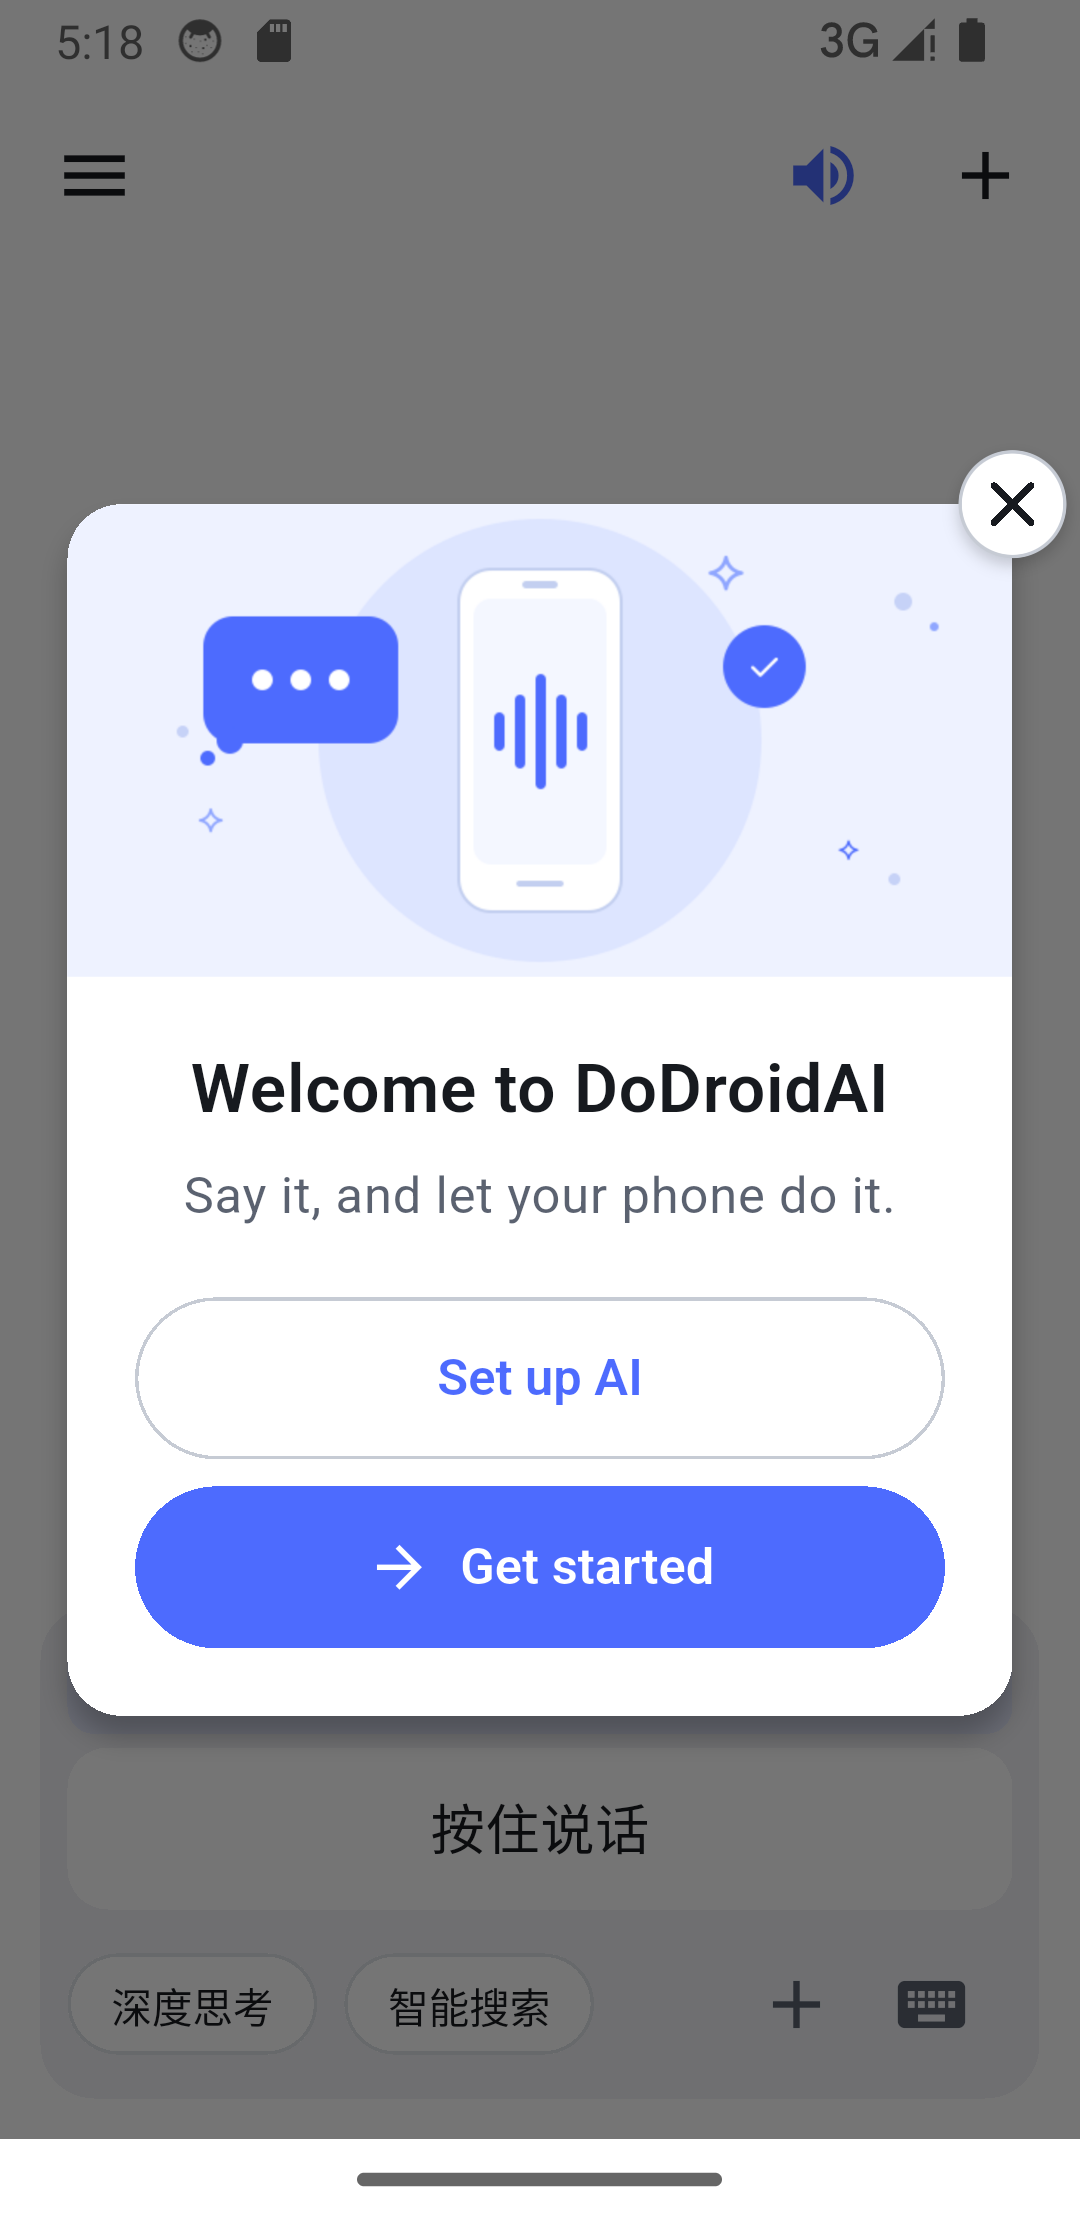 5:18
3G
Welcome to DoDroidAI
Say it, and let your phone do it.
Set up AI
Get started
按住说话
深度思考
智能搜索